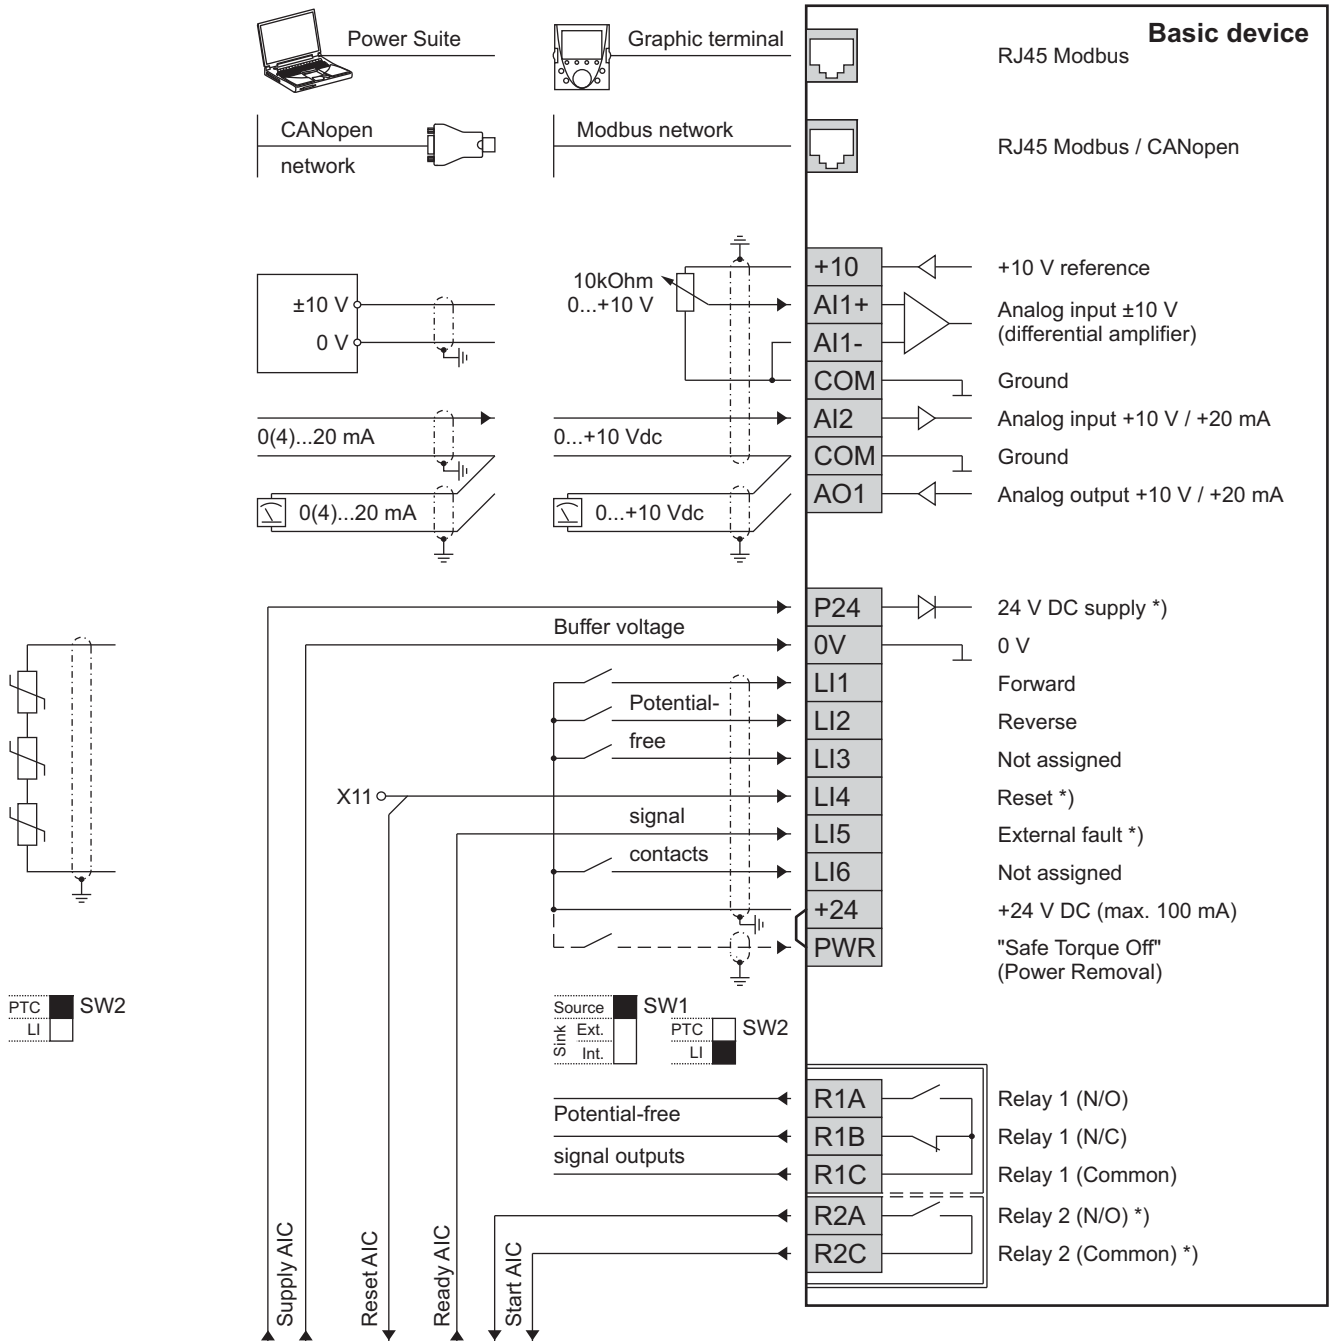 Basic device
Power Suite
Graphic terminal
RJ45 Modbus
CANopen
network
Modbus network
RJ45 Modbus / CANopen
±10 V
0 V
10kOhm
0...+10 V
+10
+10 V reference
AI1+
Analog input ±10 V
(differential amplifier)
AI1-
COM
Ground
AI2
Analog input +10 V / +20 mA
0(4)...20 mA
0...+10 Vdc
COM
Ground
AO1
Analog output +10 V / +20 mA
0(4)...20 mA
0...+10 Vdc
P24
24 V DC supply *)
Buffer voltage
0V
0 V
LI1
Forward
Potential-
LI2
Reverse
free
LI3
Not assigned
X11
LI4
Reset *)
signal
LI5
External fault *)
contacts
LI6
Not assigned
+24
+24 V DC (max. 100 mA)
PWR
"Safe Torque Off"
(Power Removal)
PTC
LI
SW2
Source
Sink
Ext.
Int.
SW1
PTC
LI
SW2
Potential-free
signal outputs
R1A
Relay 1 (N/O)
R1B
Relay 1 (N/C)
R1C
Relay 1 (Common)
R2A
Relay 2 (N/O) *)
R2C
Relay 2 (Common) *)
Supply AIC
Reset AIC
Ready AIC
Start AIC